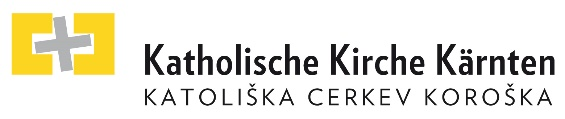 Katholische Kirche Kärnten
KATOLIŠKA CERKEV KOROŠKA